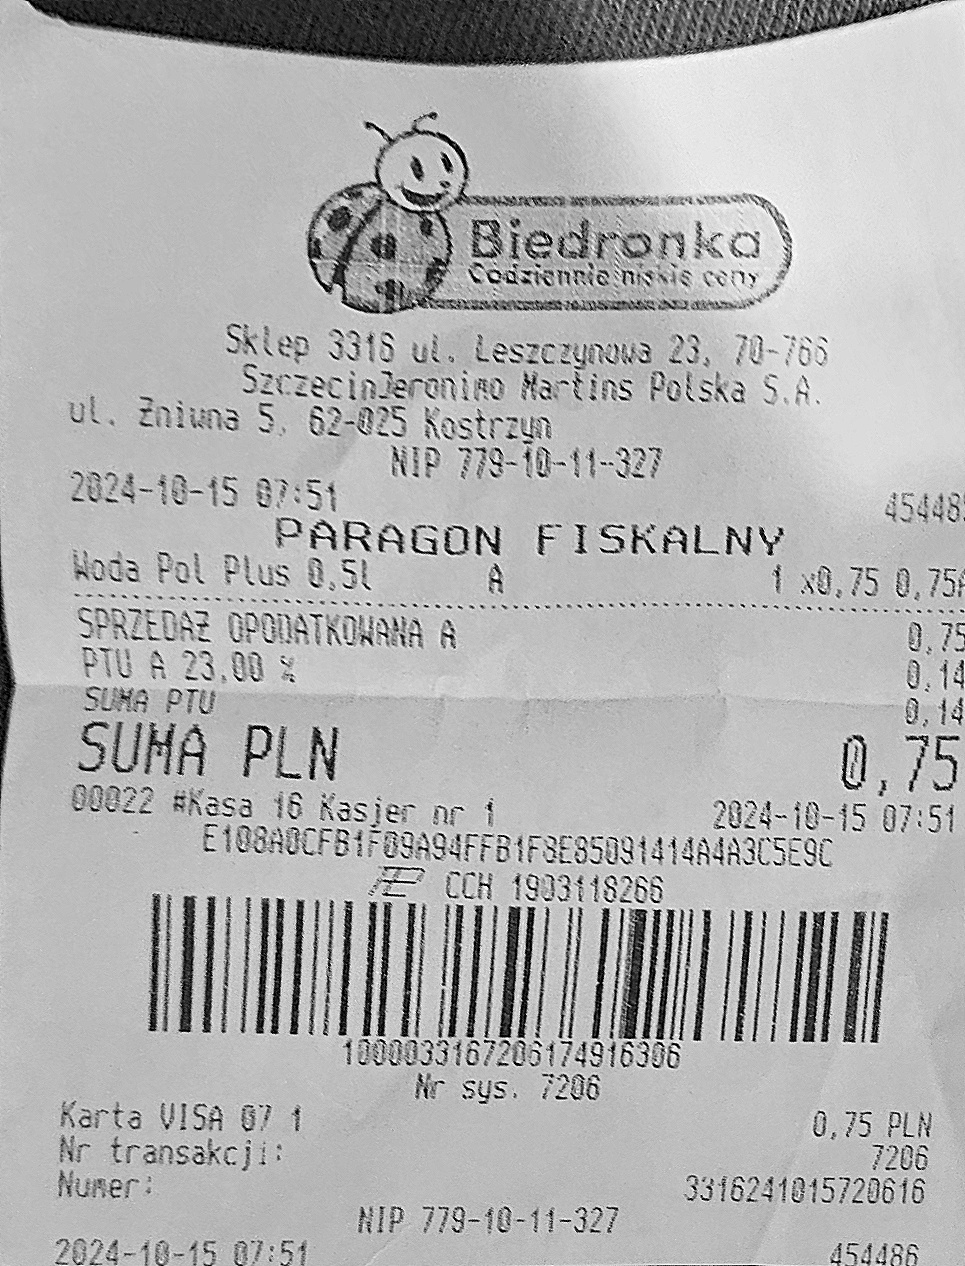 Biedronka
Codziennie niskie ceny
Sklep 3316 ul. Leszczynowa 23, 70-766
SzczecinJeronimo Martins Polska S.A.
ul. Żniwna 5, 62-025 Kostrzyn
NIP 779-10-11-327
2024-10-15 07:51 454485
PARAGON FISKALNY
Woda Pol Plus 0,5l A 1 x0,75 0,75A
SPRZEDAŻ OPODATKOWANA A 0,75
PTU A 23,00 % 0,14
SUMA PTU 0,14
SUMA PLN 0,75
00022 #Kasa 16 Kasjer nr 1 2024-10-15 07:51
E108A0CFB1F09A94FFB1F8E85091414A4A3C5E9C
CCH 1903118266
1000033167206174916306
Nr sys. 7206
Karta VISA 07 1 0,75 PLN
Nr transakcji: 7206
Numer: 3316241015720616
NIP 779-10-11-327
2024-10-15 07:51 454486